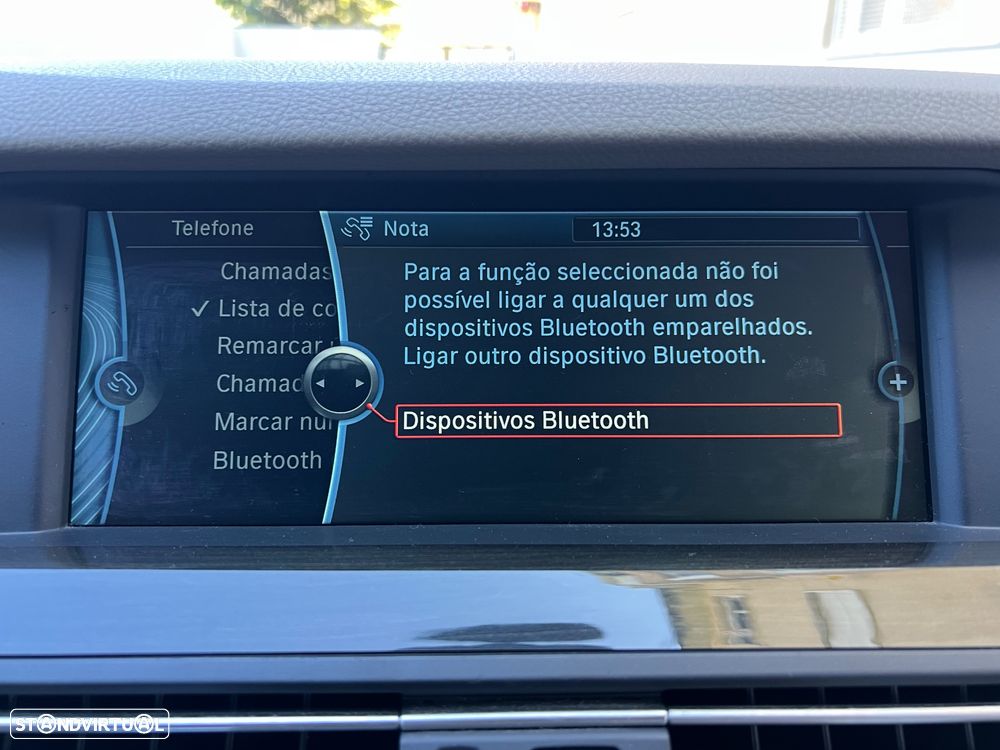 Telefone
Nota
13:53
Chamadas
✓ Lista de co
Remarcar
Chamad
Marcar nu
Bluetooth
Para a função seleccionada não foi
possível ligar a qualquer um dos
dispositivos Bluetooth emparelhados.
Ligar outro dispositivo Bluetooth.
Dispositivos Bluetooth
STANDVIRTUAL